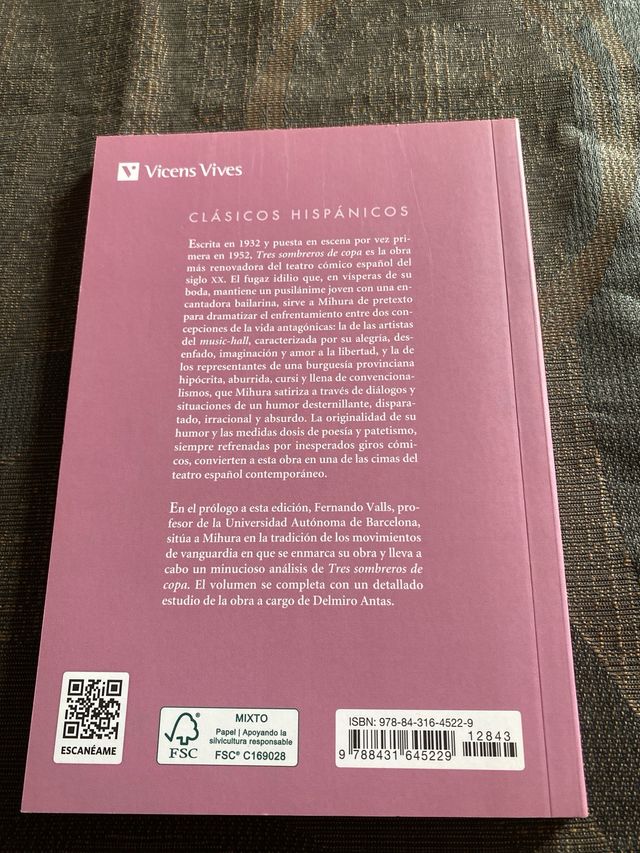 Vicens Vives
CLÁSICOS HISPÁNICOS
Escrita en 1932 y puesta en escena por vez pri-
mera en 1952, Tres sombreros de copa es la obra
más renovadora del teatro cómico español del
siglo XX. El fugaz idilio que, en vísperas de su
boda, mantiene un pusilánime joven con una en-
cantadora bailarina, sirve a Mihura de pretexto
para dramatizar el enfrentamiento entre dos con-
cepciones de la vida antagónicas: la de las artistas
del music-hall, caracterizada por su alegría, des-
enfado, imaginación y amor a la libertad, y la de
los representantes de una burguesía provinciana
hipócrita, aburrida, cursi y llena de convenciona-
lismos, que Mihura satiriza a través de diálogos y
situaciones de un humor desternillante, dispara-
tado, irracional y absurdo. La originalidad de su
humor y las medidas dosis de poesía y patetismo,
siempre refrenadas por inesperados giros cómi-
cos, convierten a esta obra en una de las cimas del
teatro español contemporáneo.
En el prólogo a esta edición, Fernando Valls, pro-
fesor de la Universidad Autónoma de Barcelona,
sitúa a Mihura en la tradición de los movimientos
de vanguardia en que se enmarca su obra y lleva a
cabo un minucioso análisis de Tres sombreros de
copa. El volumen se completa con un detallado
estudio de la obra a cargo de Delmiro Antas.
ESCANÉAME
FSC
MIXTO
Papel | Apoyando la
silvicultura responsable
FSC® C169028
ISBN: 978-84-316-4522-9
12843
9 788431 645229